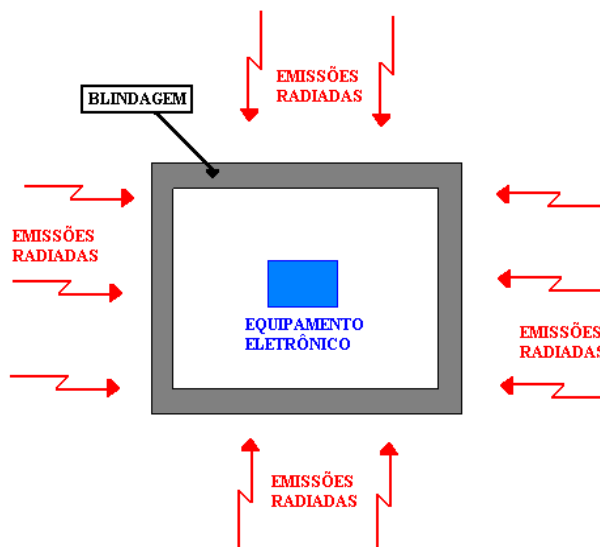 EMISSÕES
RADIADAS
BLINDAGEM
EMISSÕES
RADIADAS
EQUIPAMENTO
ELETRÔNICO
EMISSÕES
RADIADAS
EMISSÕES
RADIADAS